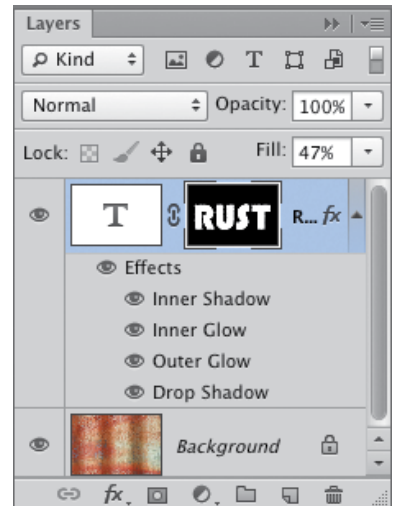 Layers
Kind T
Normal Opacity: 100%
Lock: Fill: 47%
T RUST R... fx
Effects
Inner Shadow
Inner Glow
Outer Glow
Drop Shadow
Background
fx.